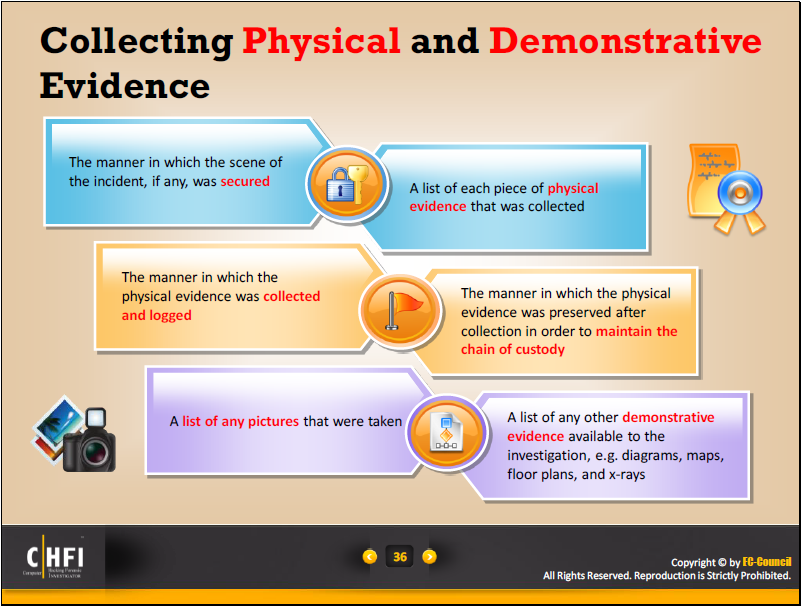 Collecting Physical and Demonstrative
Evidence
The manner in which the scene of
the incident, if any, was secured
A list of each piece of physical
evidence that was collected
The manner in which the
physical evidence was collected
and logged
The manner in which the physical
evidence was preserved after
collection in order to maintain the
chain of custody
A list of any pictures that were taken
A list of any other demonstrative
evidence available to the
investigation, e.g. diagrams, maps,
floor plans, and x-rays
CHFI
Computer Hacking Forensic
INVESTIGATOR
36
Copyright © by EC-Council
All Rights Reserved. Reproduction is Strictly Prohibited.